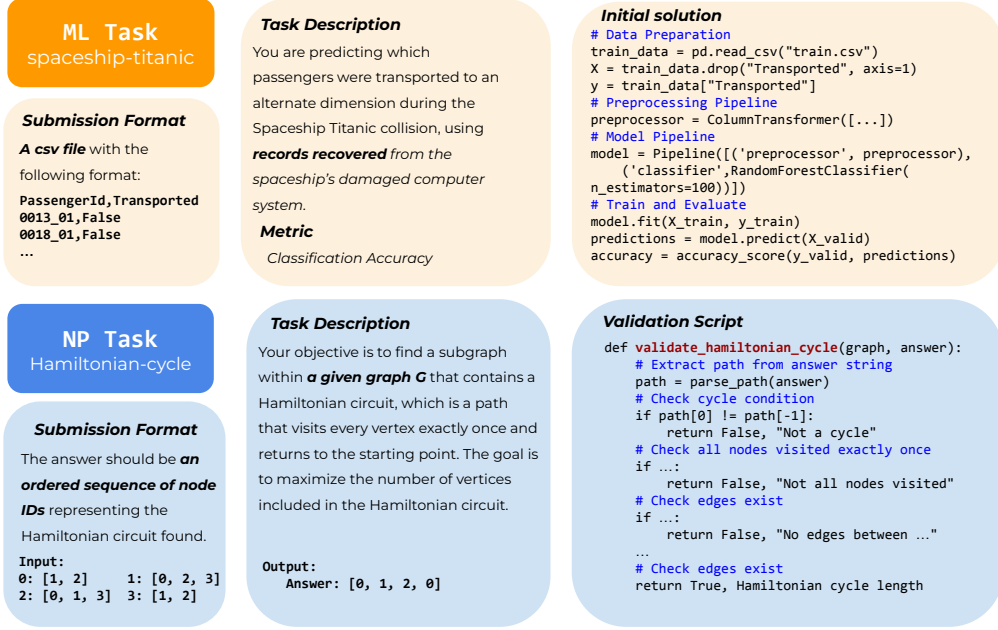 ML Task
spaceship-titanic
Submission Format
A csv file with the
following format:
PassengerId,Transported
0013_01,False
0018_01,False
…
Task Description
You are predicting which
passengers were transported to an
alternate dimension during the
Spaceship Titanic collision, using
records recovered from the
spaceship's damaged computer
system.
Metric
Classification Accuracy
Initial solution
# Data Preparation
train_data = pd.read_csv("train.csv")
X = train_data.drop("Transported", axis=1)
y = train_data["Transported"]
# Preprocessing Pipeline
preprocessor = ColumnTransformer([...])
# Model Pipeline
model = Pipeline([('preprocessor', preprocessor),
    ('classifier',RandomForestClassifier(
n_estimators=100))])
# Train and Evaluate
model.fit(X_train, y_train)
predictions = model.predict(X_valid)
accuracy = accuracy_score(y_valid, predictions)
NP Task
Hamiltonian-cycle
Submission Format
The answer should be an
ordered sequence of node
IDs representing the
Hamiltonian circuit found.
Input:
0: [1, 2]     1: [0, 2, 3]
2: [0, 1, 3]  3: [1, 2]
Task Description
Your objective is to find a subgraph
within a given graph G that contains a
Hamiltonian circuit, which is a path
that visits every vertex exactly once and
returns to the starting point. The goal is
to maximize the number of vertices
included in the Hamiltonian circuit.
Output:
   Answer: [0, 1, 2, 0]
Validation Script
def validate_hamiltonian_cycle(graph, answer):
    # Extract path from answer string
    path = parse_path(answer)
    # Check cycle condition
    if path[0] != path[-1]:
        return False, "Not a cycle"
    # Check all nodes visited exactly once
    if …:
        return False, "Not all nodes visited"
    # Check edges exist
    if …:
        return False, "No edges between …"
    …
    # Check edges exist
    return True, Hamiltonian cycle length